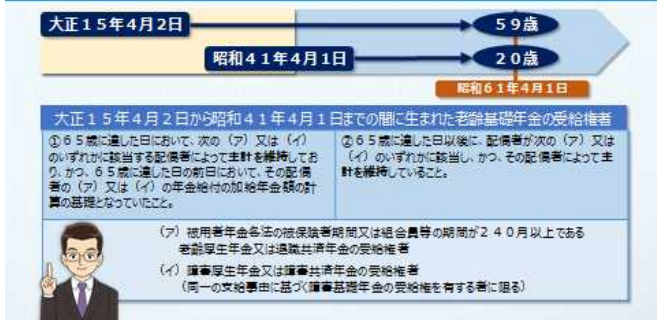 大正15年4月2日
59歳
昭和41年4月1日
20歳
昭和61年4月1日
大正15年4月2日から昭和41年4月1日までの間に生まれた老齢基礎年金の受給権者
①65歳に達した日において、次の（ア）又は（イ）
のいずれかに該当する配偶者によって主計を維持してお
り、かつ、65歳に達した日の前日において、その配偶
者の（ア）又は（イ）の年金給付の加給年金額の計
算の基礎となっていたこと。
②65歳に達した日以後に、配偶者が次の（ア）又は
（イ）のいずれかに該当し、かつ、その配偶者によって主
計を維持していること。
（ア）被用者年金各法の被保険者期間又は組合員等の期間が240月以上である
老齢厚生年金又は退職共済年金の受給権者
（イ）障害厚生年金又は障害共済年金の受給権者
（同一の支給事由に基づく障害基礎年金の受給権を有する者に限る）